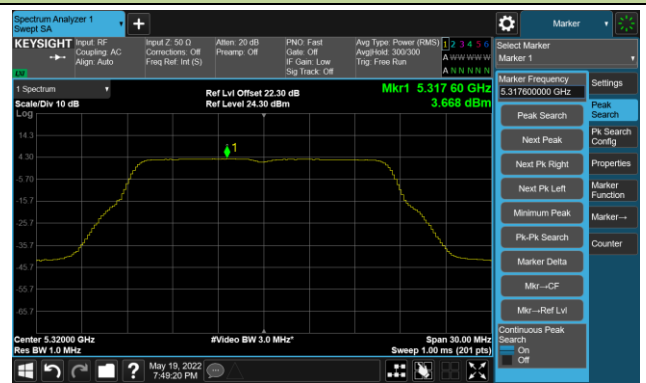 Spectrum Analyzer 1
Swept SA
Marker
KEYSIGHT
Input: RF
Coupling: AC
Align: Auto
Input Z: 50 Ω
Corrections: Off
Freq Ref: Int (S)
Atten: 20 dB
Preamp: Off
PNO: Fast
Gate: Off
IF Gain: Low
Sig Track: Off
Avg Type: Power (RMS)
Avg|Hold: 300/300
Trig: Free Run
1 2 3 4 5 6
A W W W W W
A N N N N N
LXI
Select Marker
Marker 1
1 Spectrum
Scale/Div 10 dB
Log
Ref Lvl Offset 22.30 dB
Ref Level 24.30 dBm
Mkr1 5.317 60 GHz
3.668 dBm
14.3
4.30
-5.70
-15.7
-25.7
-35.7
-45.7
-55.7
-65.7
1
Center 5.32000 GHz
Res BW 1.0 MHz
#Video BW 3.0 MHz*
Span 30.00 MHz
Sweep 1.00 ms (201 pts)
Marker Frequency
5.317600000 GHz
Peak Search
Next Peak
Next Pk Right
Next Pk Left
Minimum Peak
Pk-Pk Search
Marker Delta
Mkr→CF
Mkr→Ref Lvl
Continuous Peak
Search
On
Off
Settings
Peak
Search
Pk Search
Config
Properties
Marker
Function
Marker→
Counter
May 19, 2022
7:49:20 PM